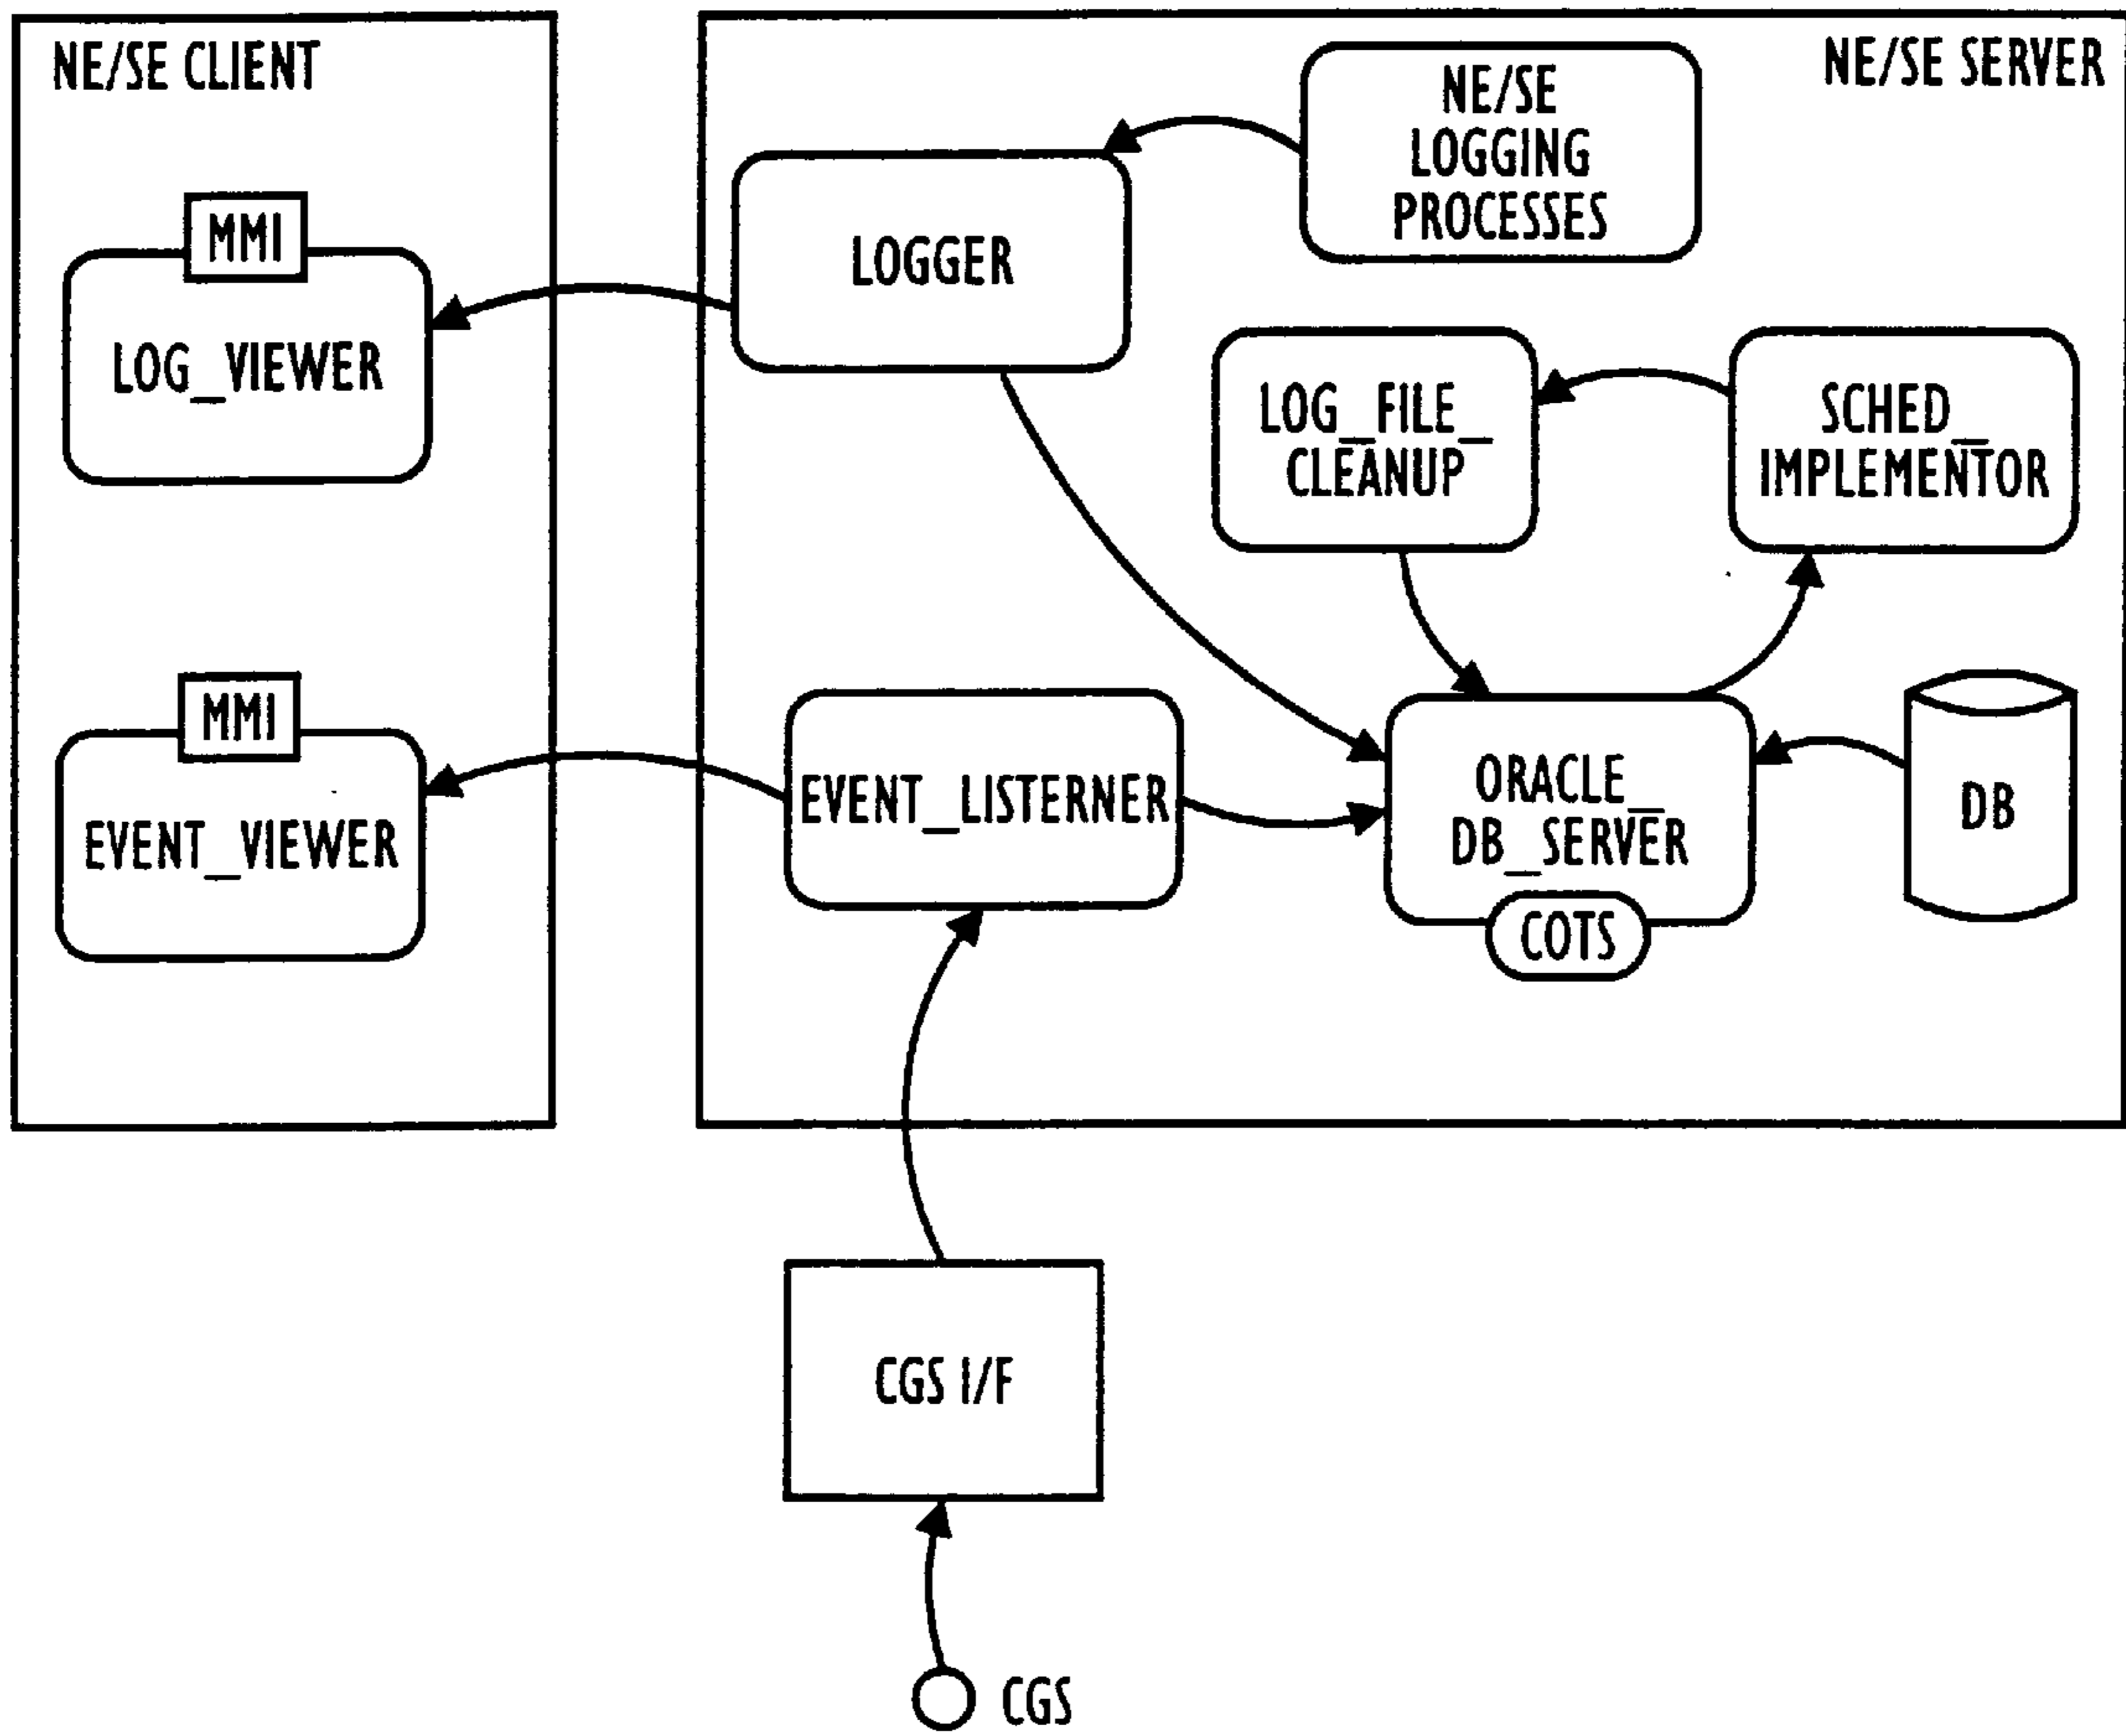 NE/SE CLIENT
NE/SE SERVER
NE/SE
LOGGING
PROCESSES
MMI
LOGGER
LOG_VIEWER
LOG_FILE_
CLEANUP
SCHED_
IMPLEMENTOR
MMI
EVENT_VIEWER
EVENT_LISTERNER
ORACLE_
DB_SERVER
COTS
DB
CGS I/F
CGS